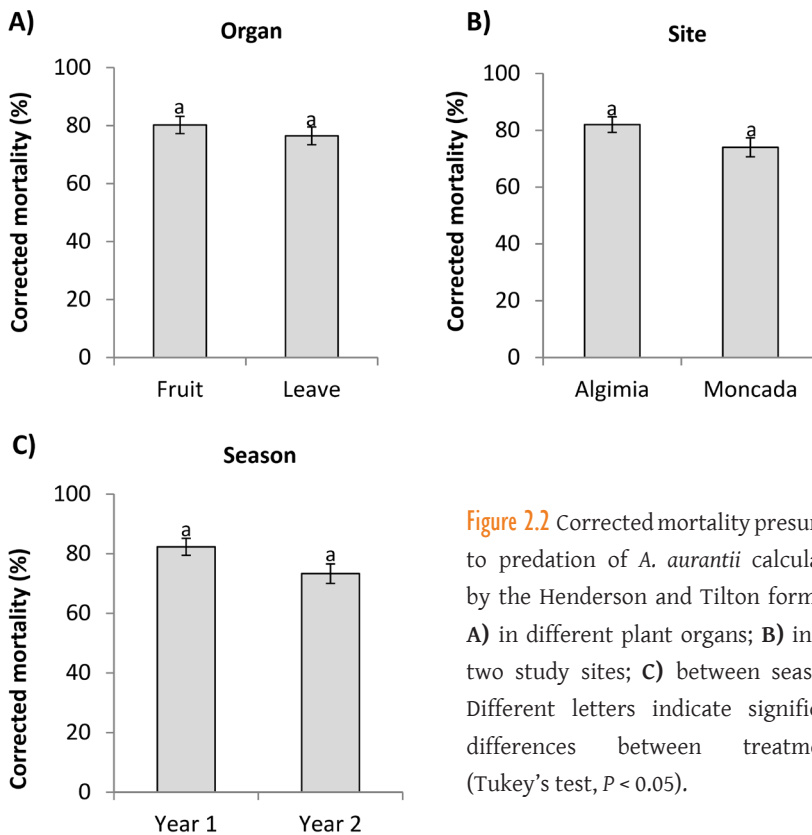 A)
Organ
Corrected mortality (%)
100
80
60
40
20
0
a
a
Fruit
Leave
B)
Site
Corrected mortality (%)
100
80
60
40
20
0
a
a
Algimia
Moncada
C)
Season
Corrected mortality (%)
100
80
60
40
20
0
a
a
Year 1
Year 2
Figure 2.2 Corrected mortality presu
to predation of A. aurantii calcula
by the Henderson and Tilton form
A) in different plant organs; B) in
two study sites; C) between seas
Different letters indicate signifi
differences between treatme
(Tukey's test, P < 0.05).